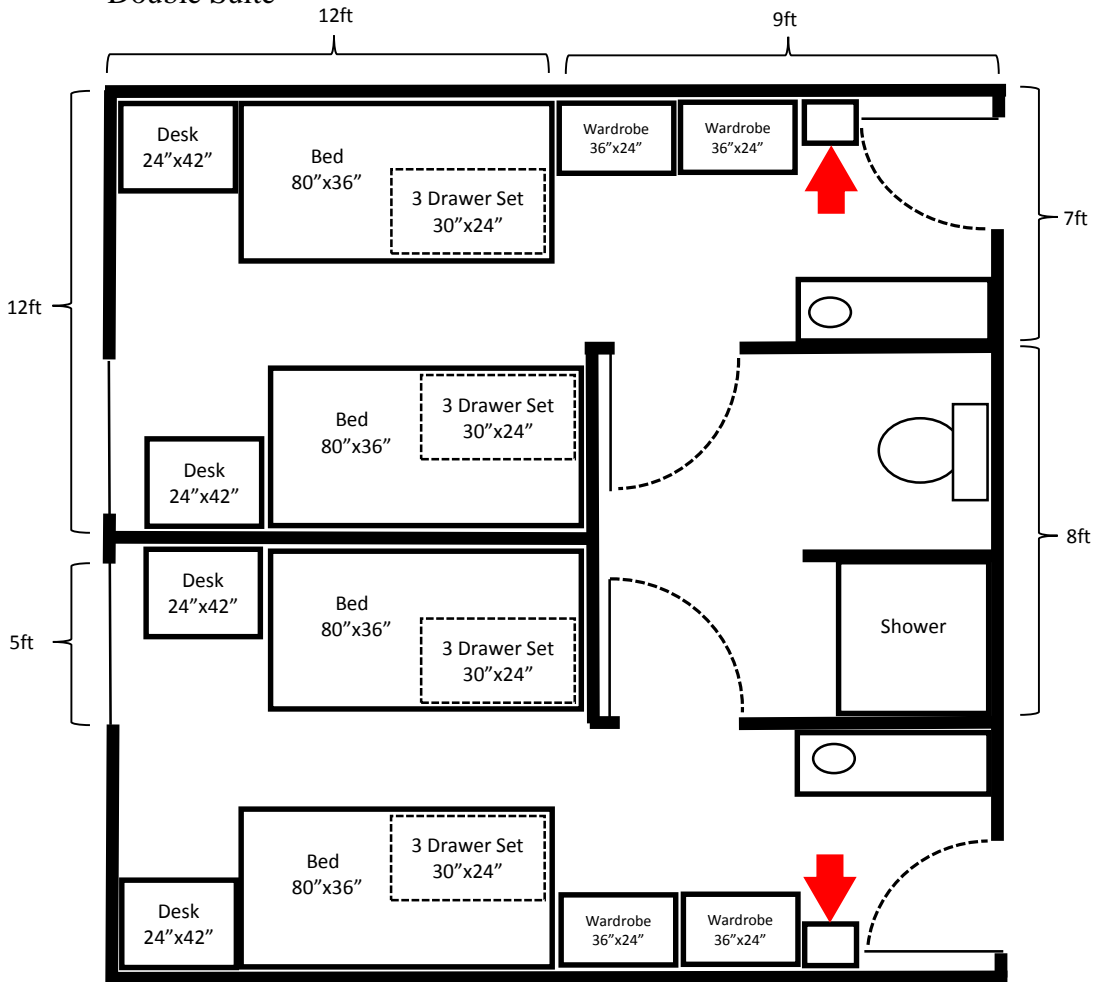 Double Suite
12ft
9ft
Desk
24”x42”
Bed
80”x36”
3 Drawer Set
30”x24”
Wardrobe
36”x24”
Wardrobe
36”x24”
7ft
12ft
Bed
80”x36”
3 Drawer Set
30”x24”
Desk
24”x42”
8ft
Desk
24”x42”
Bed
80”x36”
3 Drawer Set
30”x24”
5ft
Shower
Bed
80”x36”
3 Drawer Set
30”x24”
Desk
24”x42”
Wardrobe
36”x24”
Wardrobe
36”x24”